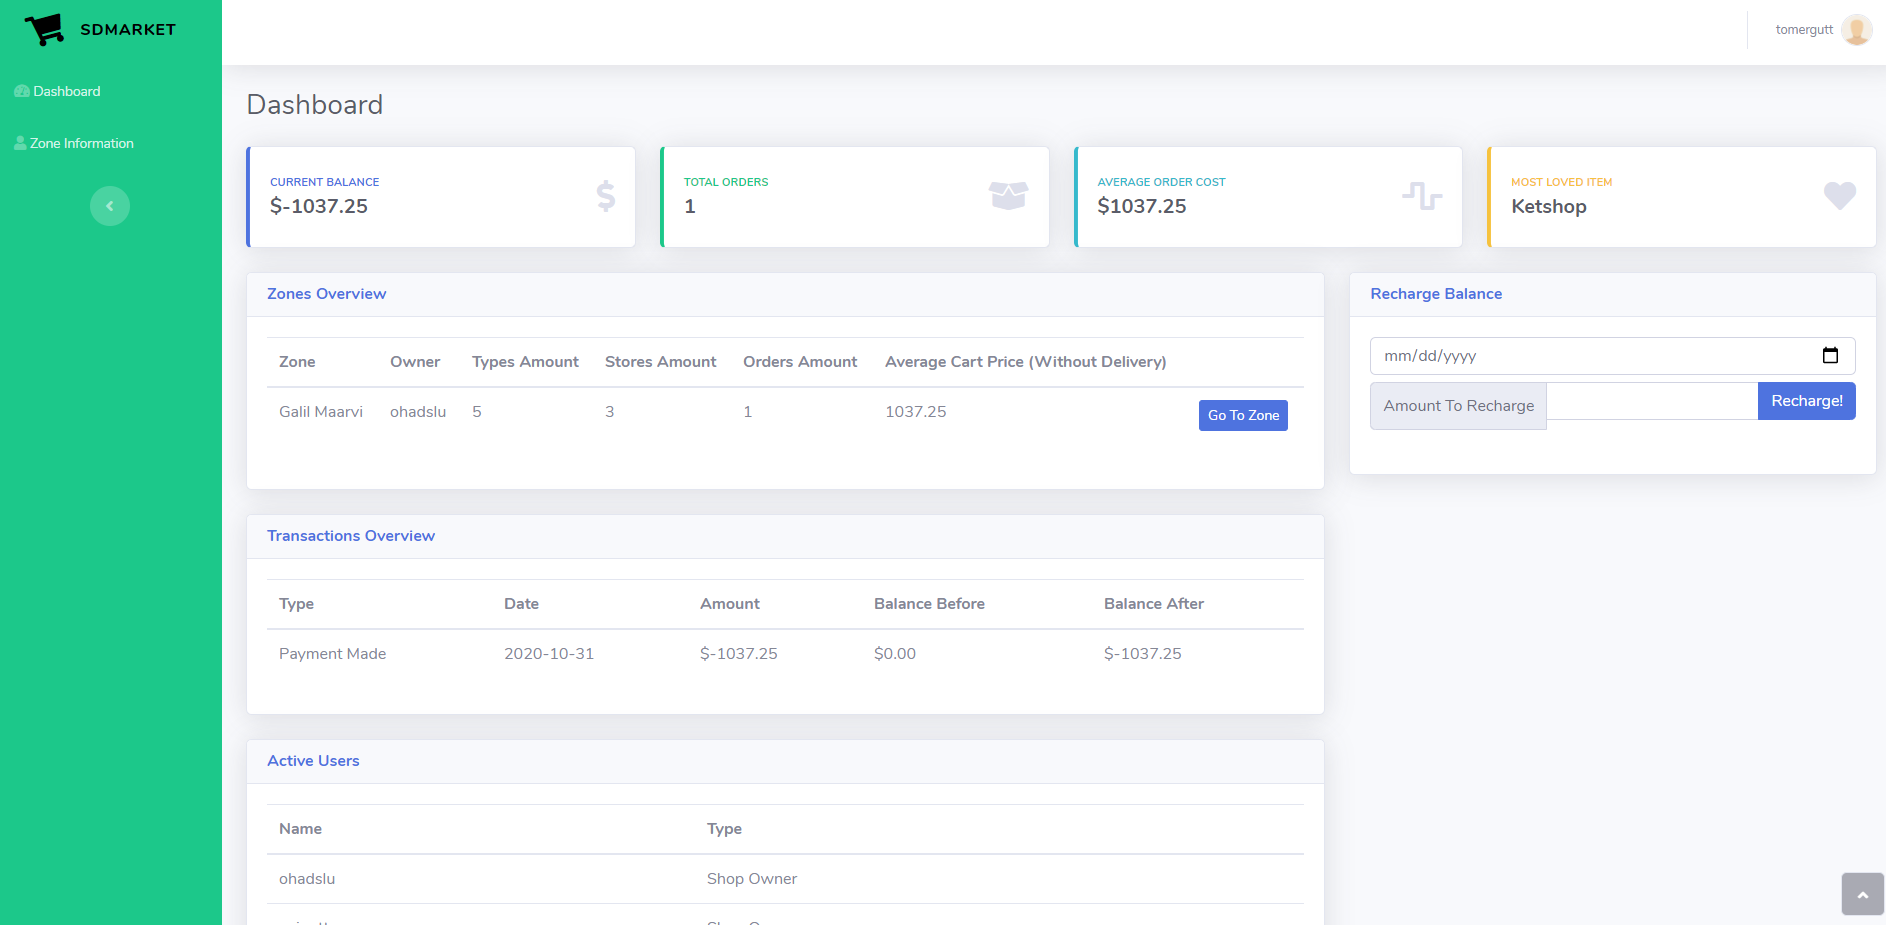 SDMARKET
tomergutt
Dashboard
Zone Information
Dashboard
CURRENT BALANCE
$-1037.25
TOTAL ORDERS
1
AVERAGE ORDER COST
$1037.25
MOST LOVED ITEM
Ketshop
Zones Overview
Zone Owner Types Amount Stores Amount Orders Amount Average Cart Price (Without Delivery)
Galil Maarvi ohadslu 5 3 1 1037.25 Go To Zone
Recharge Balance
mm/dd/yyyy
Amount To Recharge Recharge!
Transactions Overview
Type Date Amount Balance Before Balance After
Payment Made 2020-10-31 $-1037.25 $0.00 $-1037.25
Active Users
Name Type
ohadslu Shop Owner